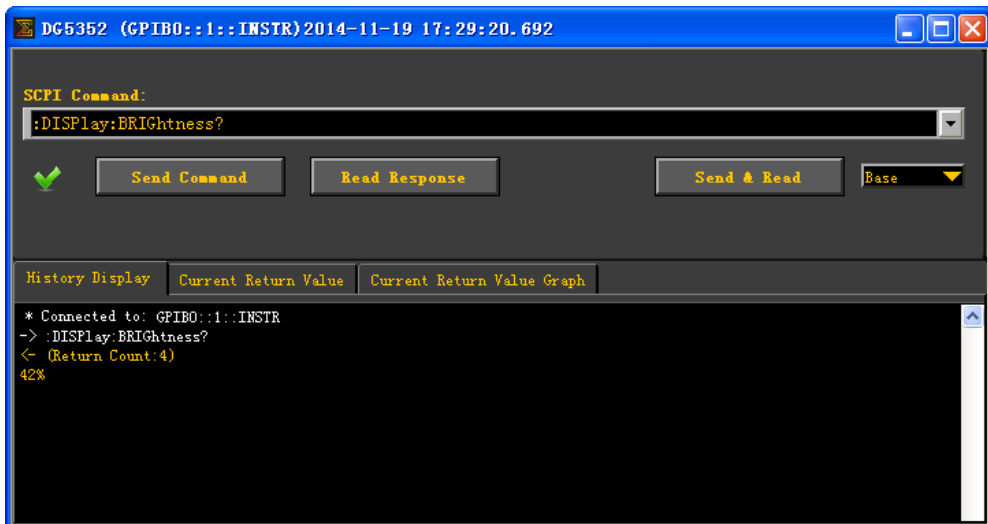 DG5352 (GPIB0::1::INSTR)2014-11-19 17:29:20.692
SCPI Command:
:DISPlay:BRIGhtness?
Send Command Read Response Send & Read Base
History Display Current Return Value Current Return Value Graph
* Connected to: GPIB0::1::INSTR
-> :DISPlay:BRIGhtness?
<- (Return Count:4)
42%